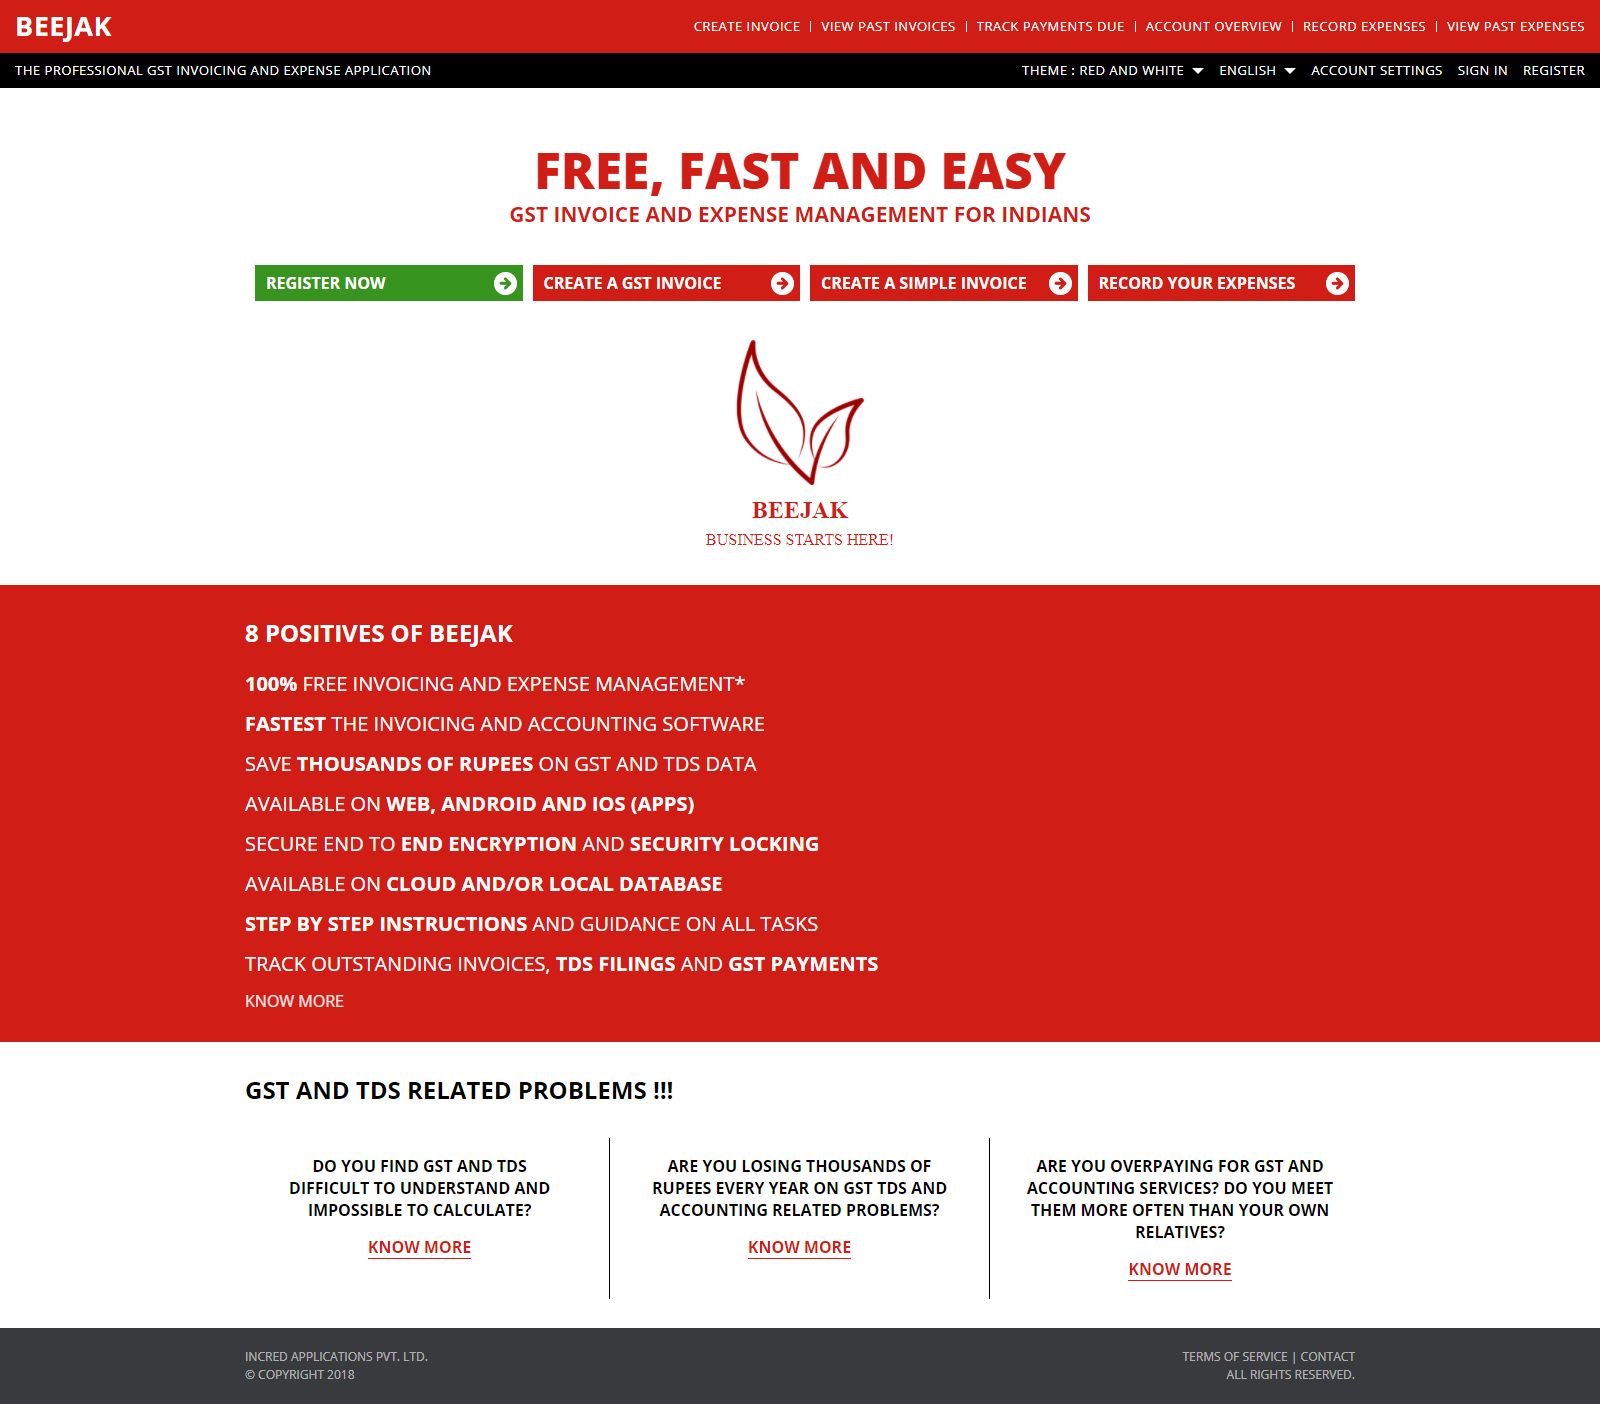 BEEJAK
CREATE INVOICE | VIEW PAST INVOICES | TRACK PAYMENTS DUE | ACCOUNT OVERVIEW | RECORD EXPENSES | VIEW PAST EXPENSES
THE PROFESSIONAL GST INVOICING AND EXPENSE APPLICATION
THEME : RED AND WHITE ENGLISH ACCOUNT SETTINGS SIGN IN REGISTER
FREE, FAST AND EASY
GST INVOICE AND EXPENSE MANAGEMENT FOR INDIANS
REGISTER NOW
CREATE A GST INVOICE
CREATE A SIMPLE INVOICE
RECORD YOUR EXPENSES
BEEJAK
BUSINESS STARTS HERE!
8 POSITIVES OF BEEJAK
100% FREE INVOICING AND EXPENSE MANAGEMENT*
FASTEST THE INVOICING AND ACCOUNTING SOFTWARE
SAVE THOUSANDS OF RUPEES ON GST AND TDS DATA
AVAILABLE ON WEB, ANDROID AND IOS (APPS)
SECURE END TO END ENCRYPTION AND SECURITY LOCKING
AVAILABLE ON CLOUD AND/OR LOCAL DATABASE
STEP BY STEP INSTRUCTIONS AND GUIDANCE ON ALL TASKS
TRACK OUTSTANDING INVOICES, TDS FILINGS AND GST PAYMENTS
KNOW MORE
GST AND TDS RELATED PROBLEMS !!!
DO YOU FIND GST AND TDS
DIFFICULT TO UNDERSTAND AND
IMPOSSIBLE TO CALCULATE?
KNOW MORE
ARE YOU LOSING THOUSANDS OF
RUPEES EVERY YEAR ON GST TDS AND
ACCOUNTING RELATED PROBLEMS?
KNOW MORE
ARE YOU OVERPAYING FOR GST AND
ACCOUNTING SERVICES? DO YOU MEET
THEM MORE OFTEN THAN YOUR OWN
RELATIVES?
KNOW MORE
INCRED APPLICATIONS PVT. LTD.
© COPYRIGHT 2018
TERMS OF SERVICE | CONTACT
ALL RIGHTS RESERVED.